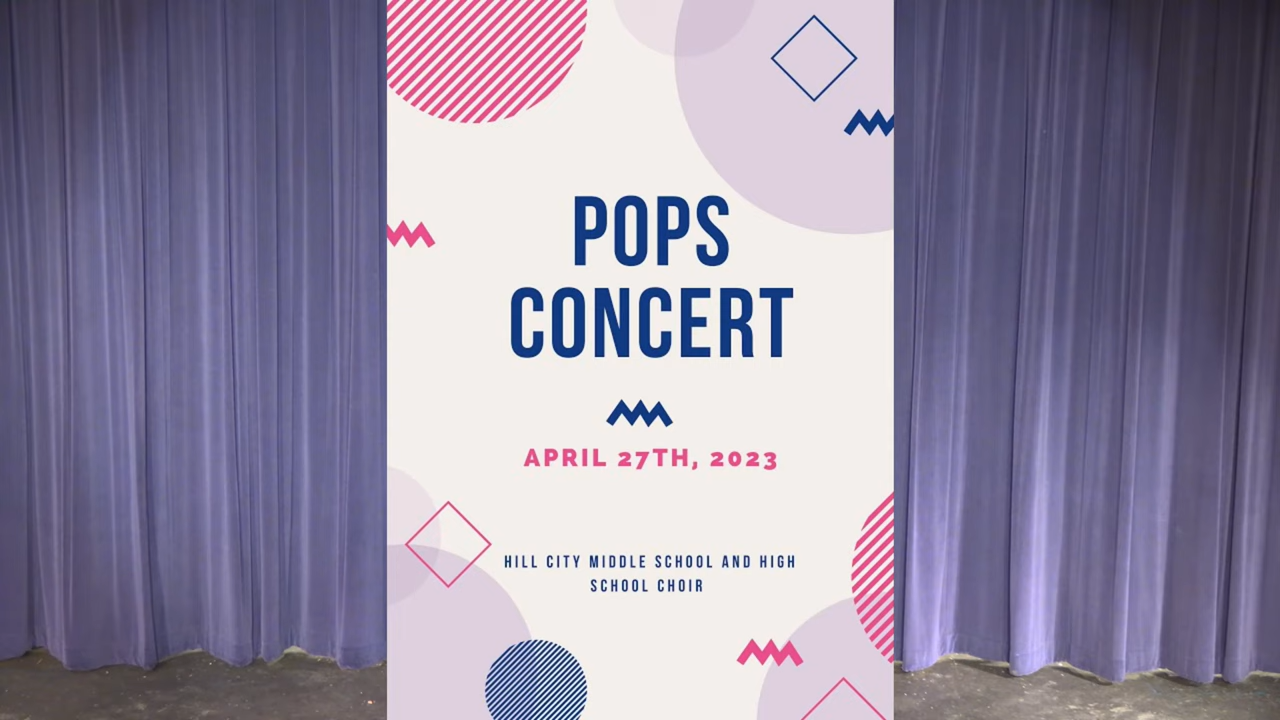 POPS
CONCERT
APRIL 27TH, 2023
HILL CITY MIDDLE SCHOOL AND HIGH
SCHOOL CHOIR